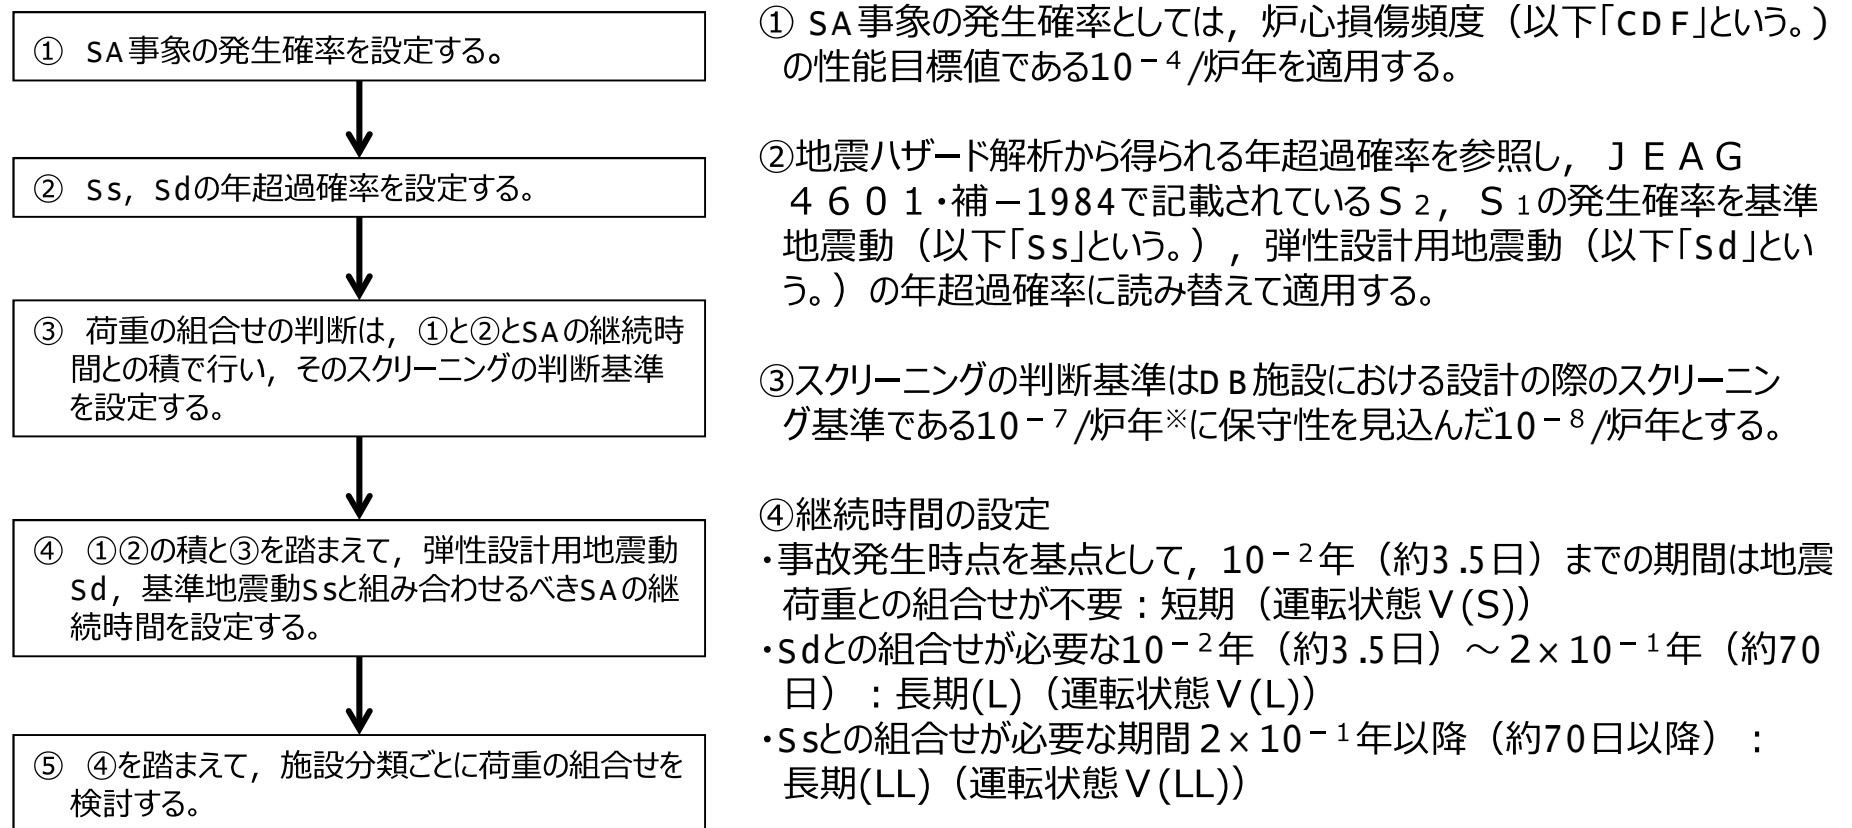 ① SA事象の発生確率を設定する。
② Ss，Sdの年超過確率を設定する。
③ 荷重の組合せの判断は，①と②とSAの継続時
間との積で行い，そのスクリーニングの判断基準
を設定する。
④ ①②の積と③を踏まえて，弾性設計用地震動
Sd，基準地震動Ssと組み合わせるべきSAの継
続時間を設定する。
⑤ ④を踏まえて，施設分類ごとに荷重の組合せを
検討する。
① SA事象の発生確率としては，炉心損傷頻度（以下｢CDF｣という。）
の性能目標値である10⁻⁴/炉年を適用する。
②地震ハザード解析から得られる年超過確率を参照し，ＪＥＡＧ
４６０１･補－1984で記載されているＳ₂，Ｓ₁の発生確率を基準
地震動（以下｢Ss｣という。），弾性設計用地震動（以下｢Sd｣とい
う。）の年超過確率に読み替えて適用する。
③スクリーニングの判断基準はDB施設における設計の際のスクリーニン
グ基準である10⁻⁷/炉年※に保守性を見込んだ10⁻⁸/炉年とする。
④継続時間の設定
･事故発生時点を基点として，10⁻²年（約3.5日）までの期間は地震
荷重との組合せが不要：短期（運転状態Ⅴ(S)）
･Sdとの組合せが必要な10⁻²年（約3.5日）～２×10⁻¹年（約70
日）：長期(L)（運転状態Ⅴ(L)）
･Ssとの組合せが必要な期間２×10⁻¹年以降（約70日以降）：
長期(LL)（運転状態Ⅴ(LL)）